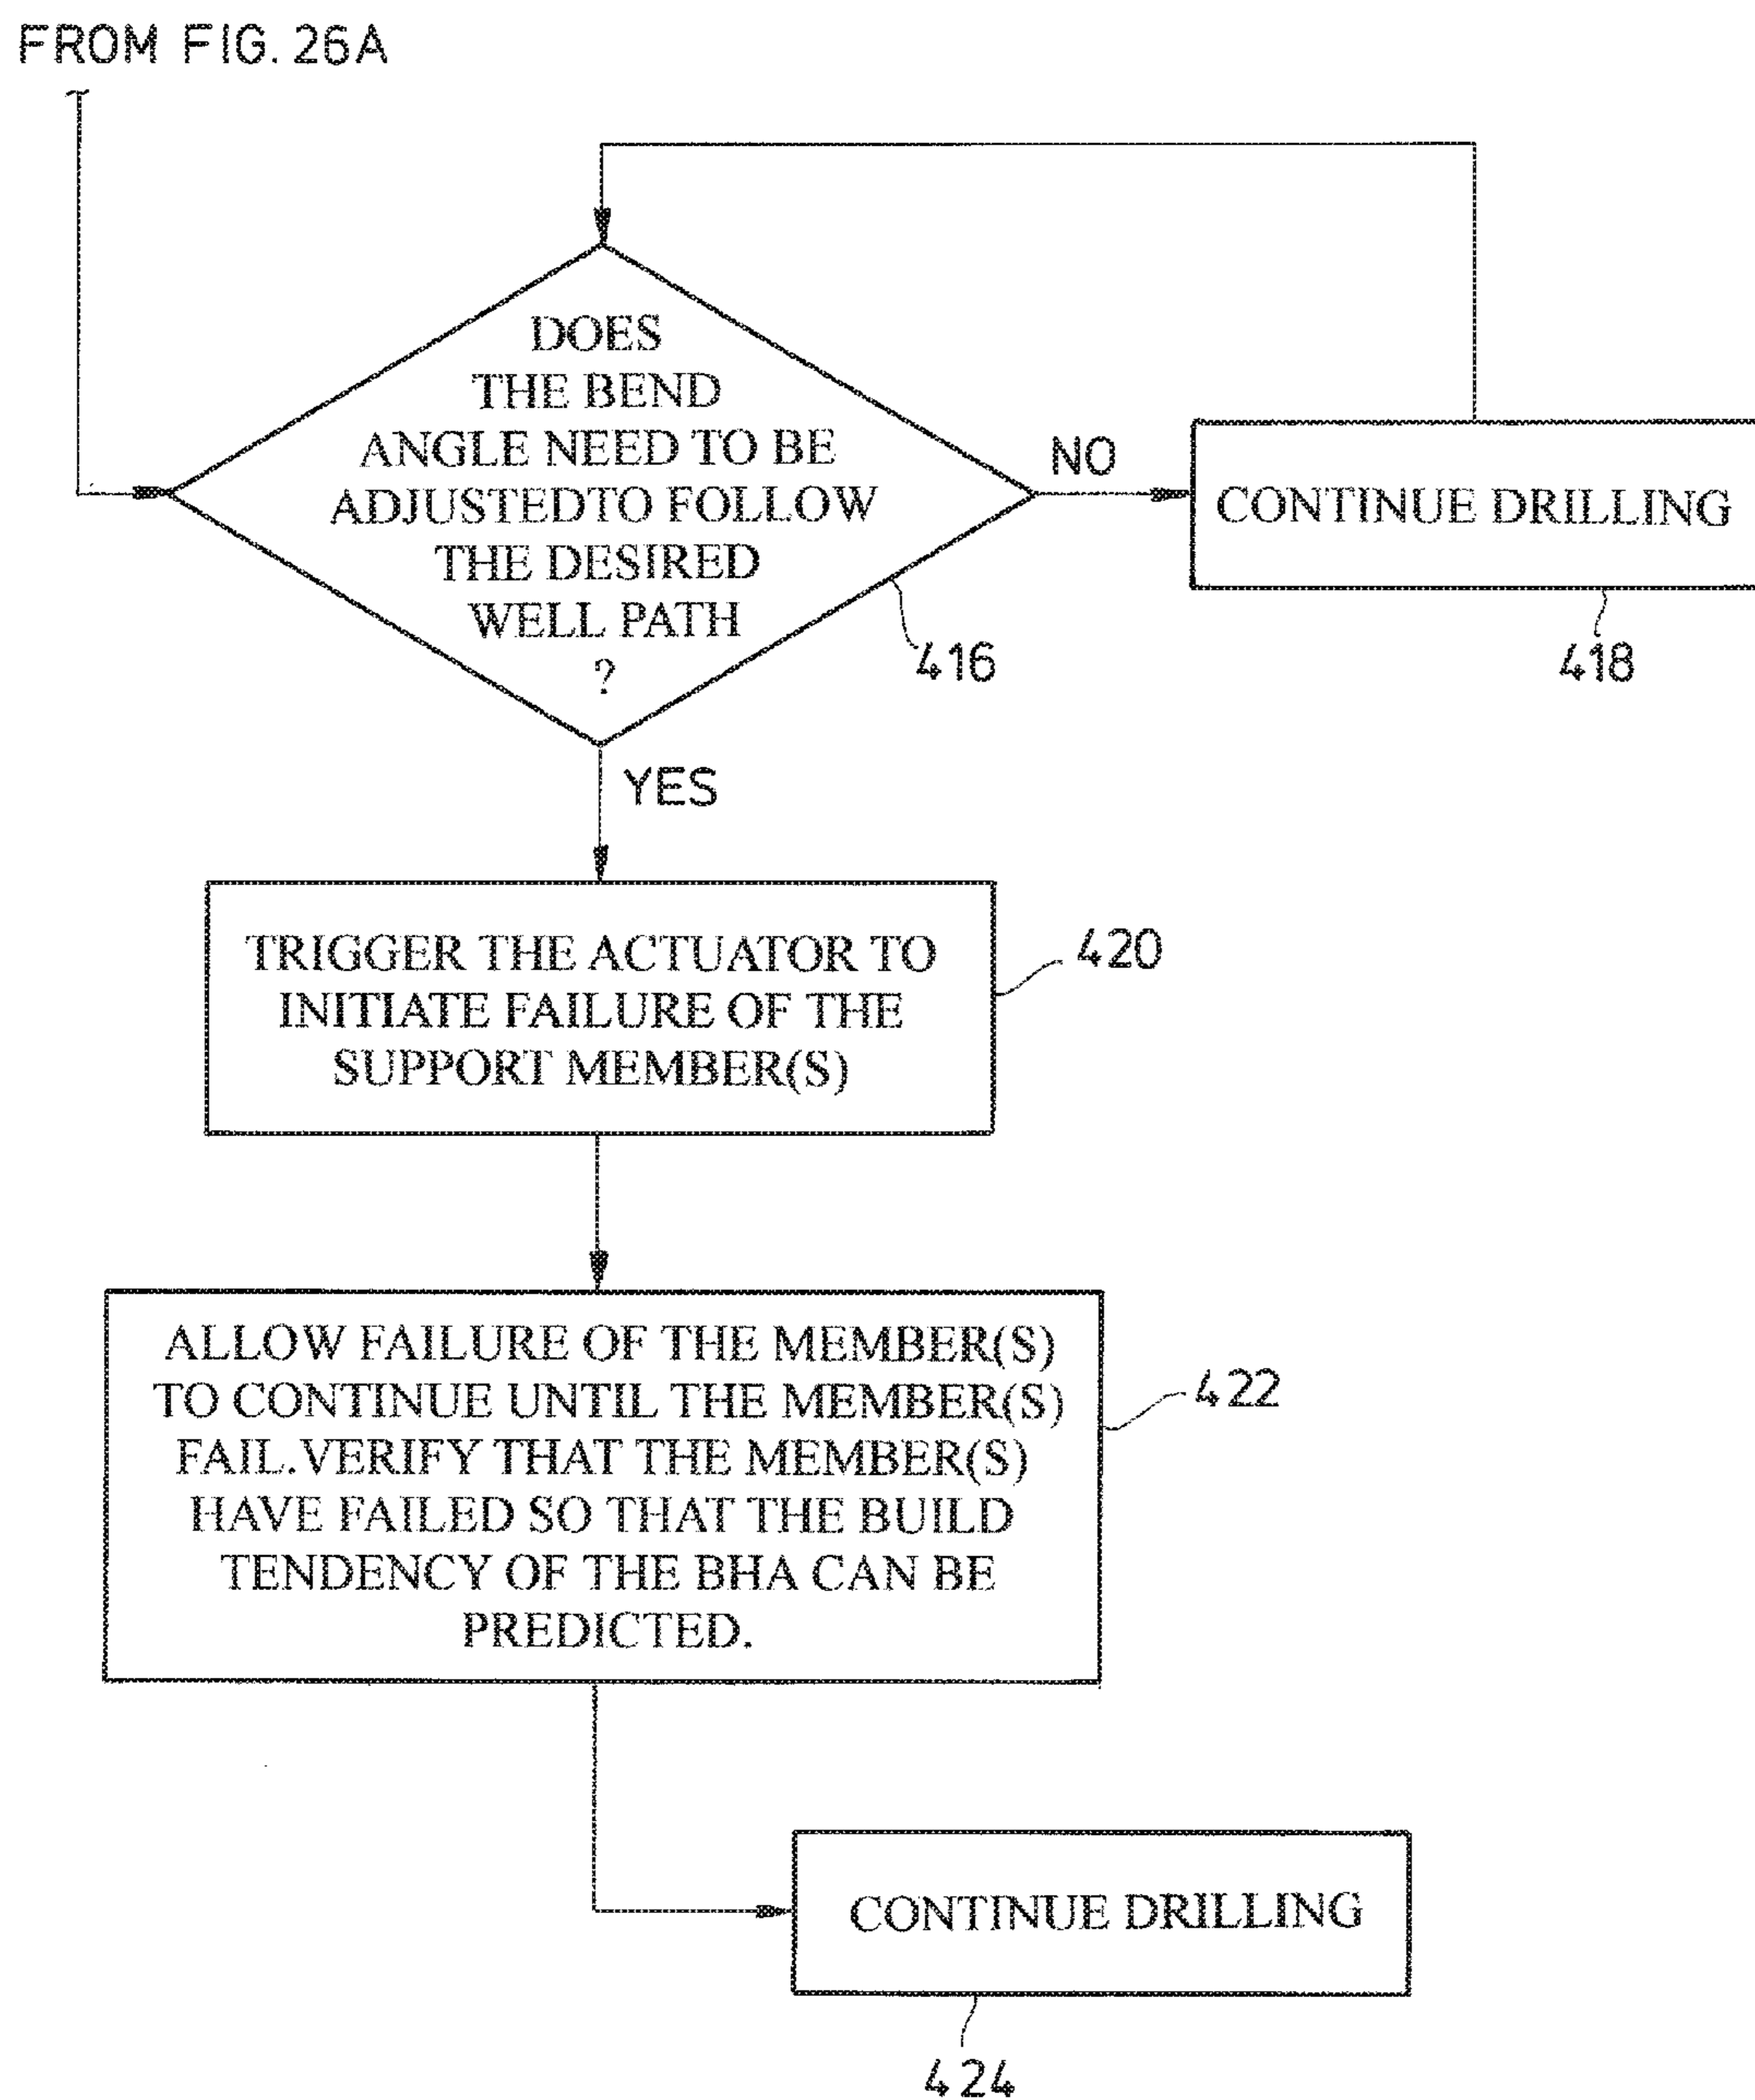 FROM FIG. 26A
DOES
THE BEND
ANGLE NEED TO BE
ADJUSTEDTO FOLLOW
THE DESIRED
WELL PATH
?
416
NO
CONTINUE DRILLING
418
YES
TRIGGER THE ACTUATOR TO
INITIATE FAILURE OF THE
SUPPORT MEMBER(S)
420
ALLOW FAILURE OF THE MEMBER(S)
TO CONTINUE UNTIL THE MEMBER(S)
FAIL.VERIFY THAT THE MEMBER(S)
HAVE FAILED SO THAT THE BUILD
TENDENCY OF THE BHA CAN BE
PREDICTED.
422
CONTINUE DRILLING
424